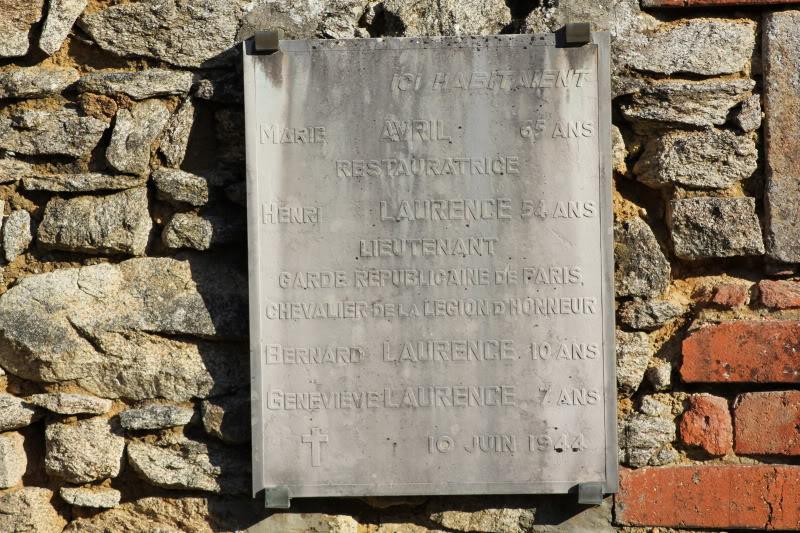 ICI HABITAIENT
MARIE AVRIL 65 ANS
RESTAURATRICE
HENRI LAURENCE 54 ANS
LIEUTENANT
GARDE RÉPUBLICAINE DE PARIS,
CHEVALIER DE LA LEGION D'HONNEUR
BERNARD LAURENCE 10 ANS
GENEVIÈVE LAURENCE 7 ANS
10 JUIN 1944